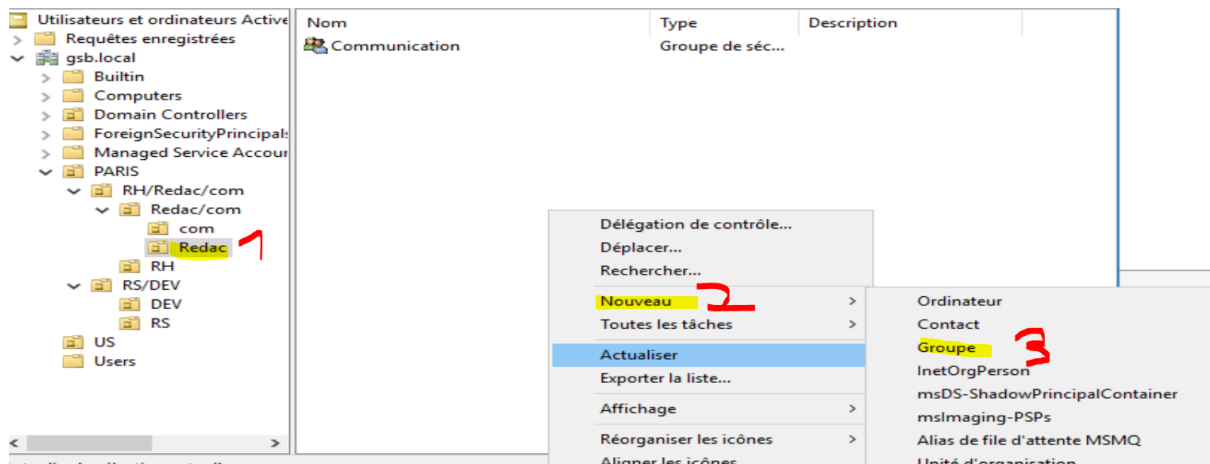 Utilisateurs et ordinateurs Active
Requêtes enregistrées
gsb.local
Builtin
Computers
Domain Controllers
ForeignSecurityPrincipals
Managed Service Accour
PARIS
RH/Redac/com
Redac/com
com
Redac 1
RH
RS/DEV
DEV
RS
US
Users
Nom Type Description
Communication Groupe de séc...
Délégation de contrôle...
Déplacer...
Rechercher...
Nouveau 2
Toutes les tâches
Actualiser
Exporter la liste...
Affichage
Réorganiser les icônes
Aligner les icônes
Ordinateur
Contact
Groupe 3
InetOrgPerson
msDS-ShadowPrincipalContainer
msImaging-PSPs
Alias de file d'attente MSMQ
Unité d'organisation